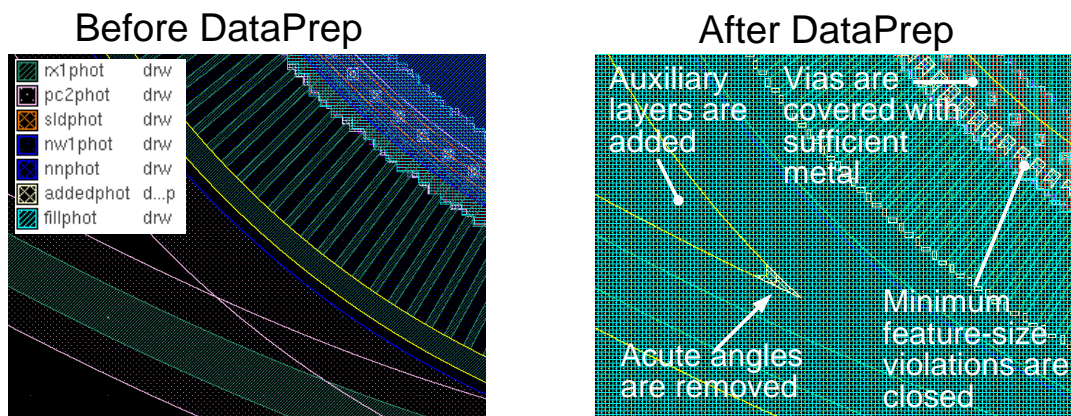 Before DataPrep
After DataPrep
rx1phot drw
pc2phot drw
sldphot drw
nw1phot drw
nnphot drw
addedphot d...p
fillphot drw
Auxiliary
layers are
added
Vias are
covered with
sufficient
metal
Acute angles
are removed
Minimum
feature-size
violations are
closed